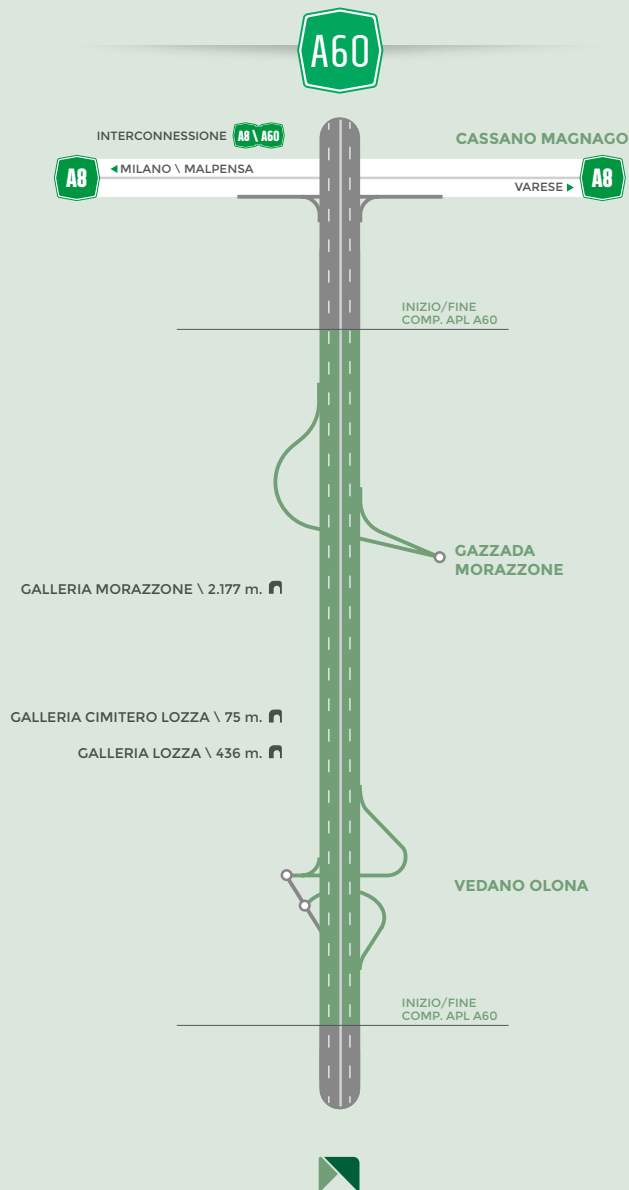 A60
INTERCONNESSIONE A8 \ A60
CASSANO MAGNAGO
A8
MILANO \ MALPENSA
VARESE
A8
INIZIO/FINE
COMP. APL A60
GAZZADA
MORAZZONE
GALLERIA MORAZZONE \ 2.177 m.
GALLERIA CIMITERO LOZZA \ 75 m.
GALLERIA LOZZA \ 436 m.
VEDANO OLONA
INIZIO/FINE
COMP. APL A60